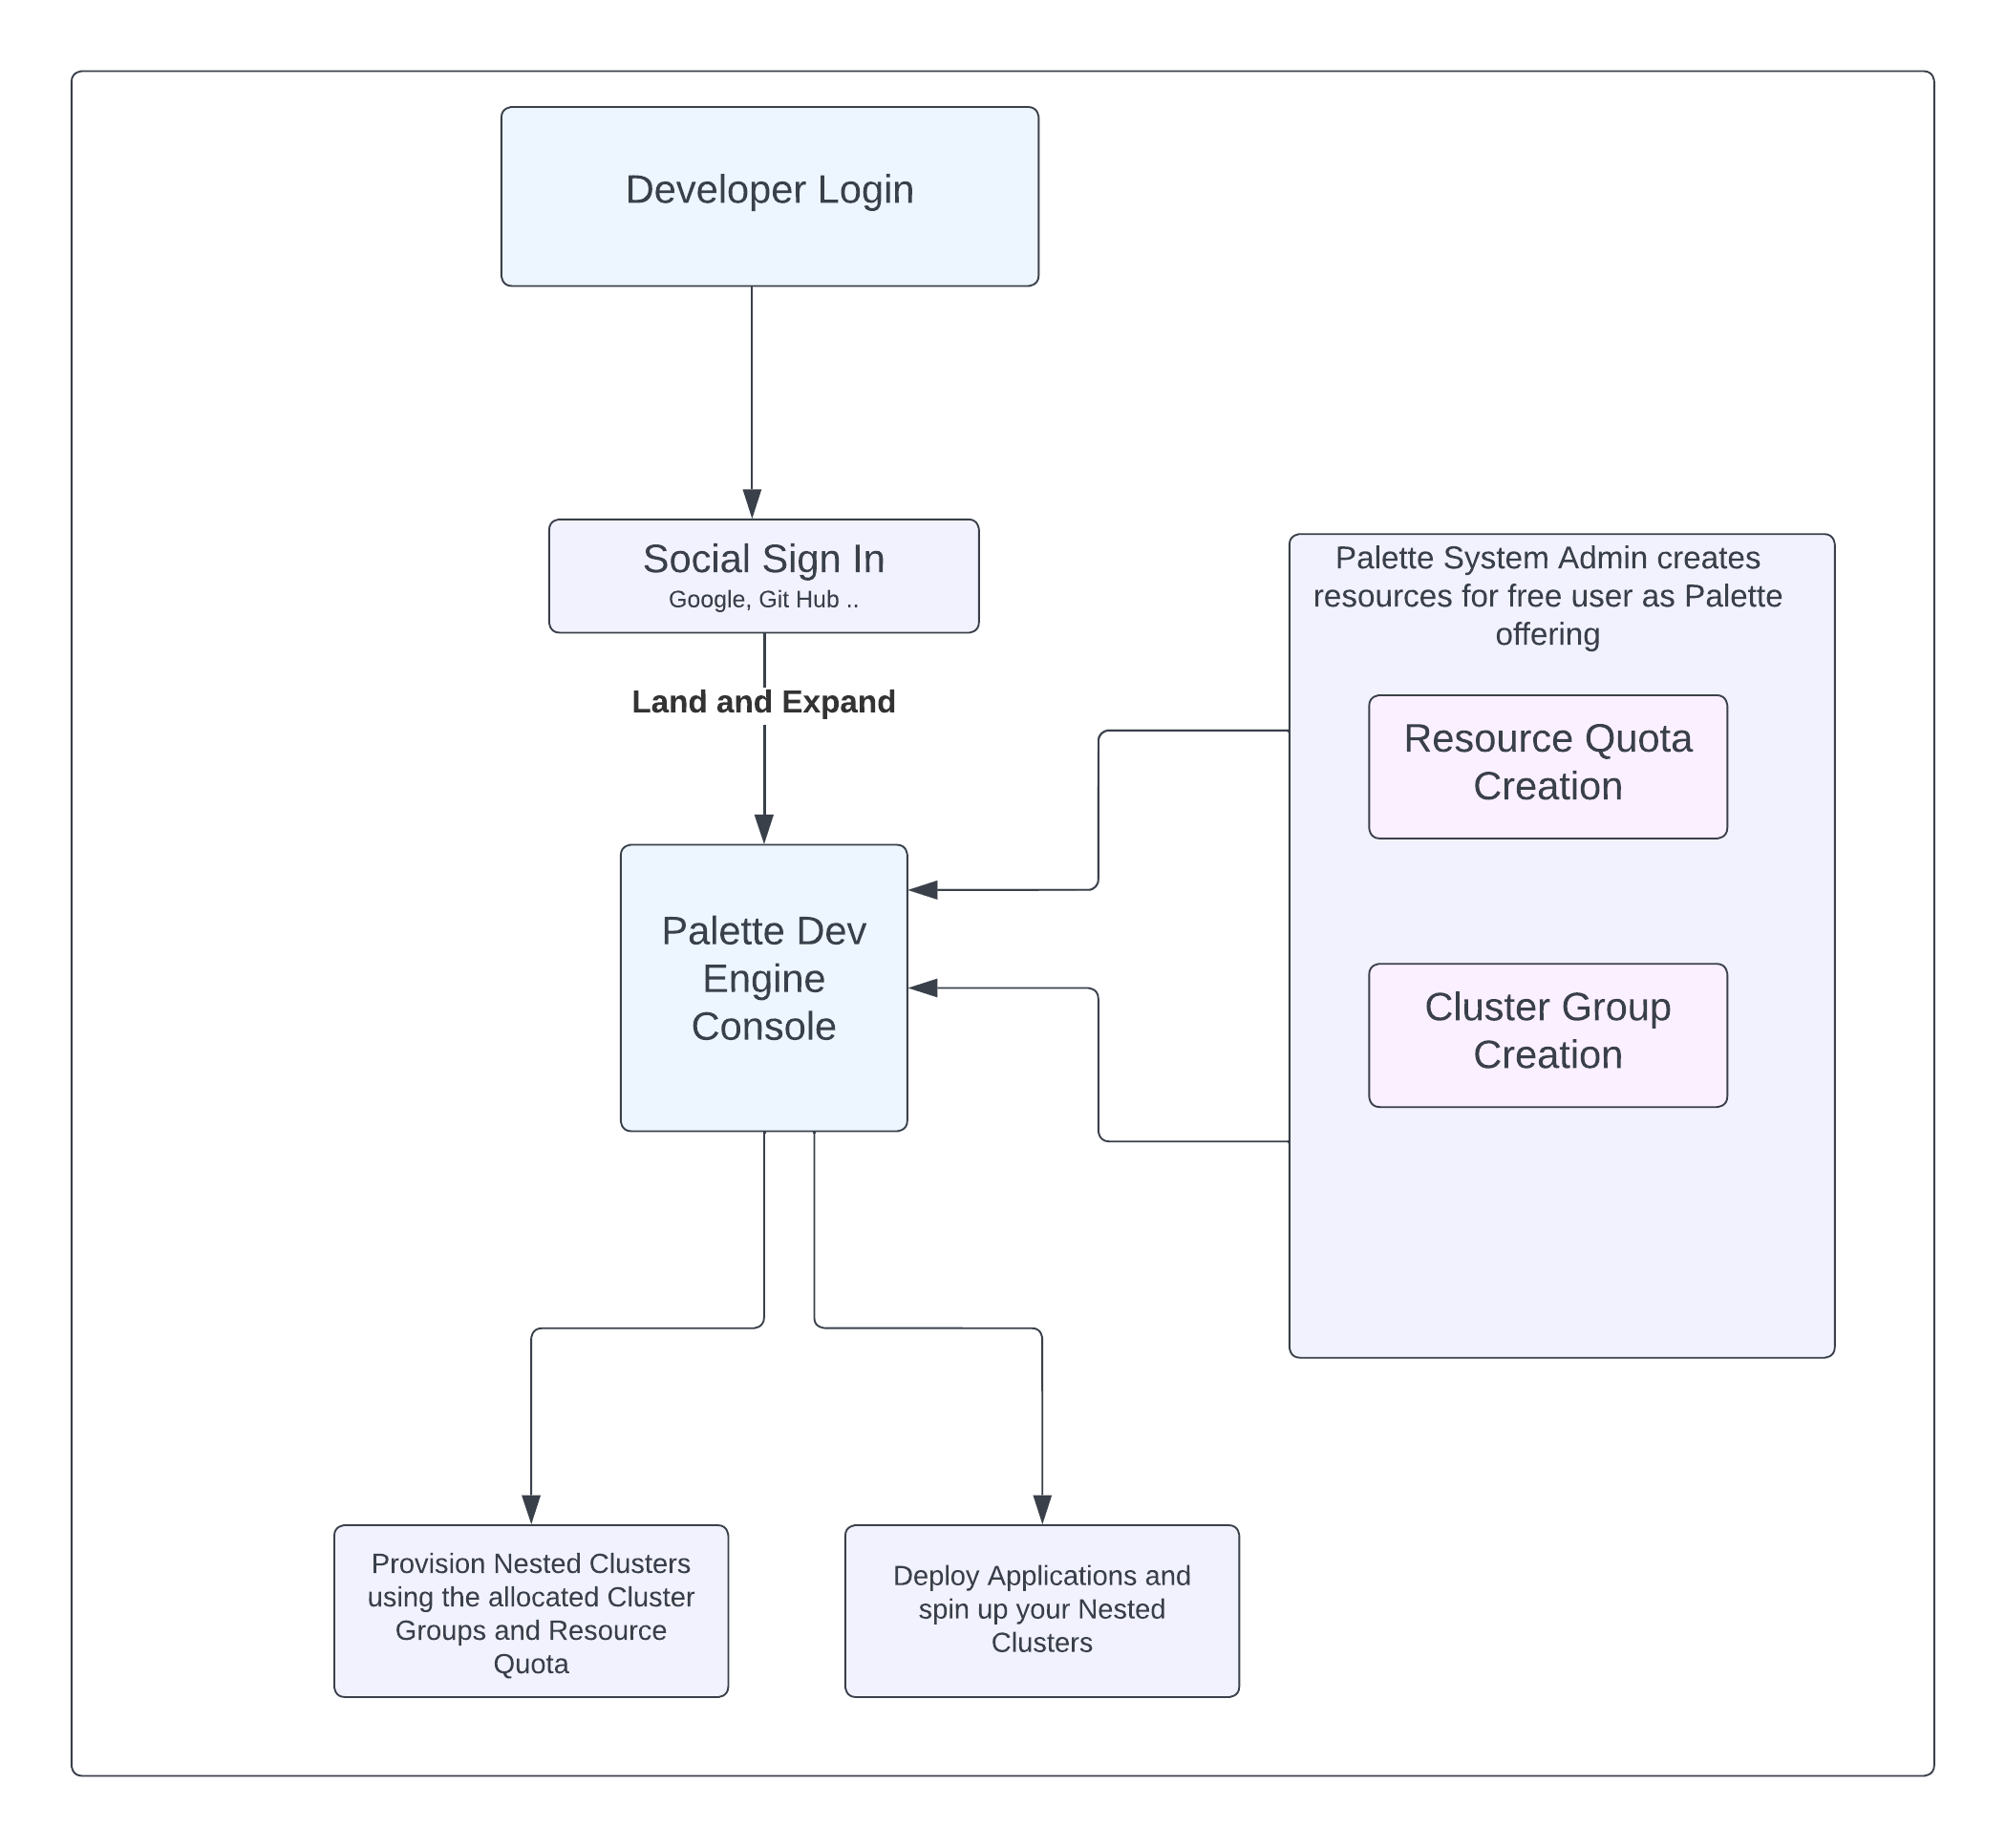 Developer Login
Social Sign In
Google, Git Hub ..
Land and Expand
Palette Dev
Engine
Console
Palette System Admin creates
resources for free user as Palette
offering
Resource Quota
Creation
Cluster Group
Creation
Provision Nested Clusters
using the allocated Cluster
Groups and Resource
Quota
Deploy Applications and
spin up your Nested
Clusters